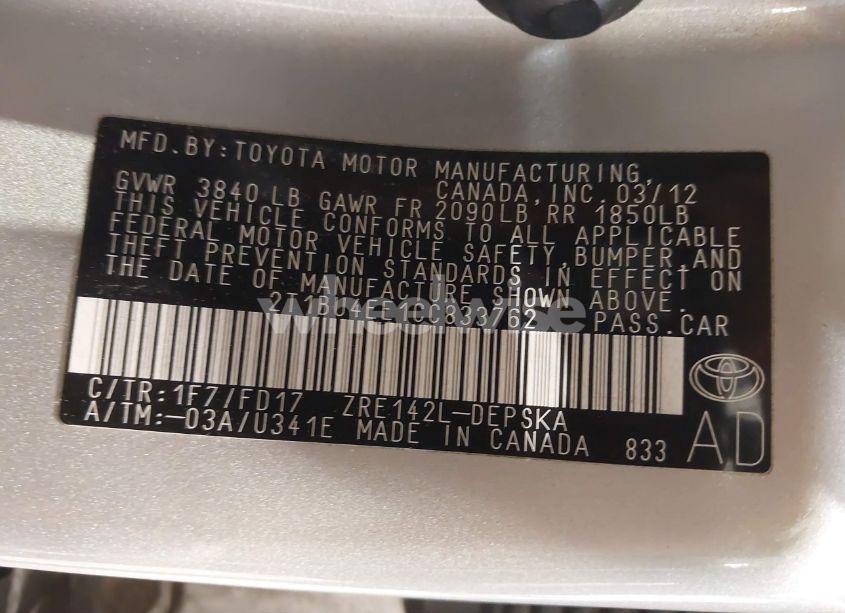 MFD. BY: TOYOTA MOTOR MANUFACTURING,
CANADA, INC. 03/12
GVWR 3840 LB GAWR FR 2090LB RR 1850LB
THIS VEHICLE CONFORMS TO ALL APPLICABLE
FEDERAL MOTOR VEHICLE SAFETY, BUMPER, AND
THEFT PREVENTION STANDARDS IN EFFECT ON
THE DATE OF MANUFACTURE SHOWN ABOVE.
PASS. CAR
wheelwise
C/TR: 1F7/FD17 ZRE142L-DEPSKA
A/TM: -03A/U341E MADE IN CANADA 833
AD